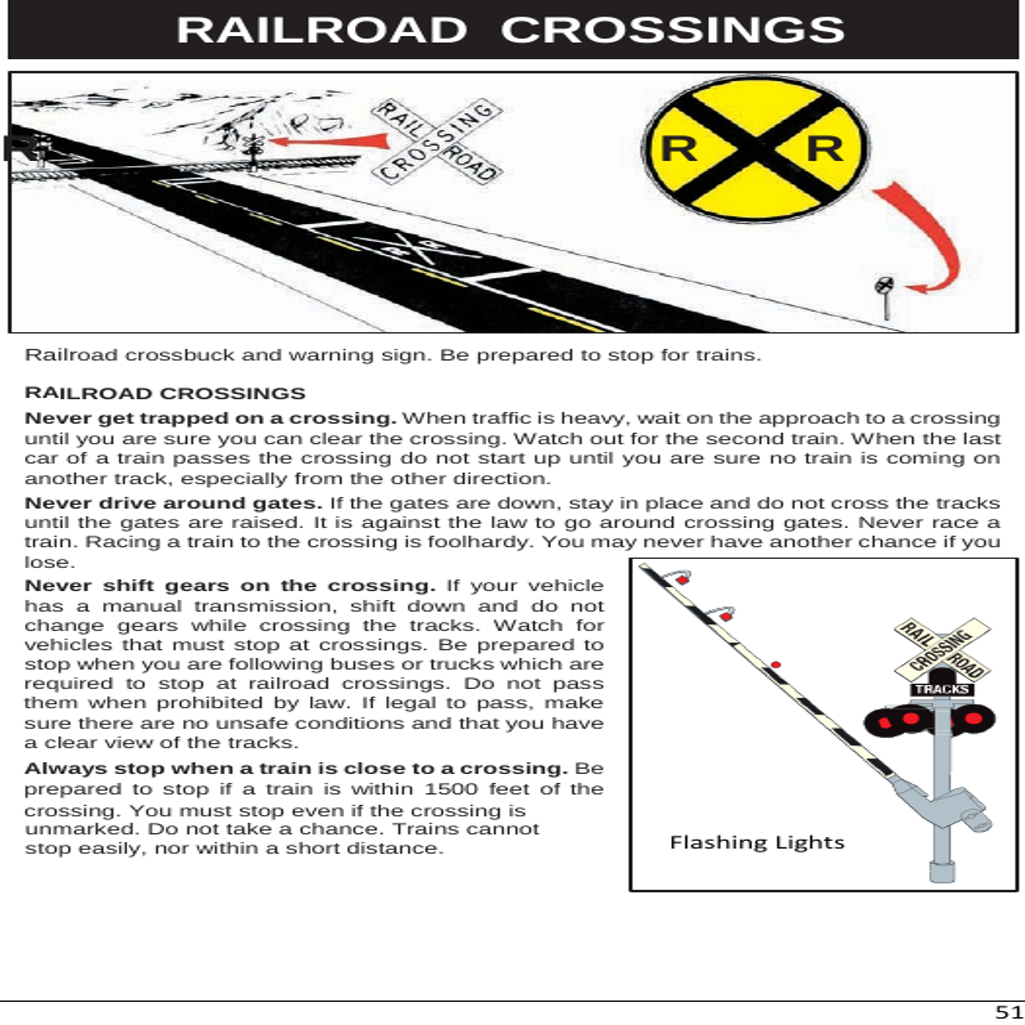 RAILROAD CROSSINGS
R
RAIL ROAD
CROSSING
R R
R R
Railroad crossbuck and warning sign. Be prepared to stop for trains.
RAILROAD CROSSINGS
Never get trapped on a crossing. When traffic is heavy, wait on the approach to a crossing
until you are sure you can clear the crossing. Watch out for the second train. When the last
car of a train passes the crossing do not start up until you are sure no train is coming on
another track, especially from the other direction.
Never drive around gates. If the gates are down, stay in place and do not cross the tracks
until the gates are raised. It is against the law to go around crossing gates. Never race a
train. Racing a train to the crossing is foolhardy. You may never have another chance if you
lose.
Never shift gears on the crossing. If your vehicle
has a manual transmission, shift down and do not
change gears while crossing the tracks. Watch for
vehicles that must stop at crossings. Be prepared to
stop when you are following buses or trucks which are
required to stop at railroad crossings. Do not pass
them when prohibited by law. If legal to pass, make
sure there are no unsafe conditions and that you have
a clear view of the tracks.
Always stop when a train is close to a crossing. Be
prepared to stop if a train is within 1500 feet of the
crossing. You must stop even if the crossing is
unmarked. Do not take a chance. Trains cannot
stop easily, nor within a short distance.
RAIL ROAD
CROSSING
TRACKS
Flashing Lights
51